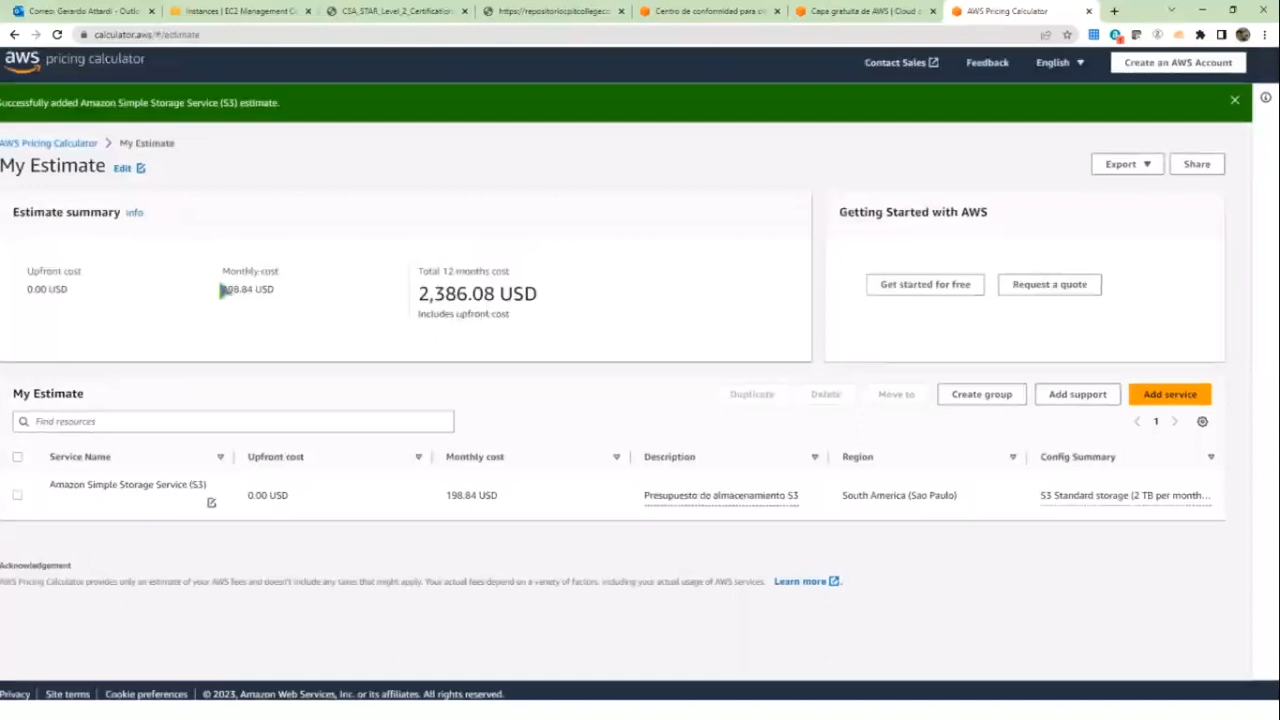 Correo: Gerardo Attardi - Outlo
Instances | EC2 Management Co
CSA_STAR_Level_2_Certification
https://repositorio:pitcollegec
Centro de conformidad para cli
Capa gratuita de AWS | Cloud c
AWS Pricing Calculator
calculator.aws/#/estimate
aws pricing calculator
Contact Sales
Feedback
English
Create an AWS Account
uccessfully added Amazon Simple Storage Service (S3) estimate.
AWS Pricing Calculator > My Estimate
My Estimate Edit
Export
Share
Estimate summary Info
Getting Started with AWS
Upfront cost
Monthly cost
Total 12 months cost
0.00 USD
98.84 USD
2,386.08 USD
Includes upfront cost
Get started for free
Request a quote
My Estimate
Duplicate
Delete
Move to
Create group
Add support
Add service
Find resources
1
Service Name
Upfront cost
Monthly cost
Description
Region
Config Summary
Amazon Simple Storage Service (S3)
0.00 USD
198.84 USD
Presupuesto de almacenamiento S3
South America (Sao Paulo)
S3 Standard storage (2 TB per month...
Acknowledgement
AWS Pricing Calculator provides only an estimate of your AWS fees and doesn't include any taxes that might apply. Your actual fees depend on a variety of factors, including your actual usage of AWS services. Learn more
Privacy | Site terms | Cookie preferences | © 2023, Amazon Web Services, Inc. or its affiliates. All rights reserved.